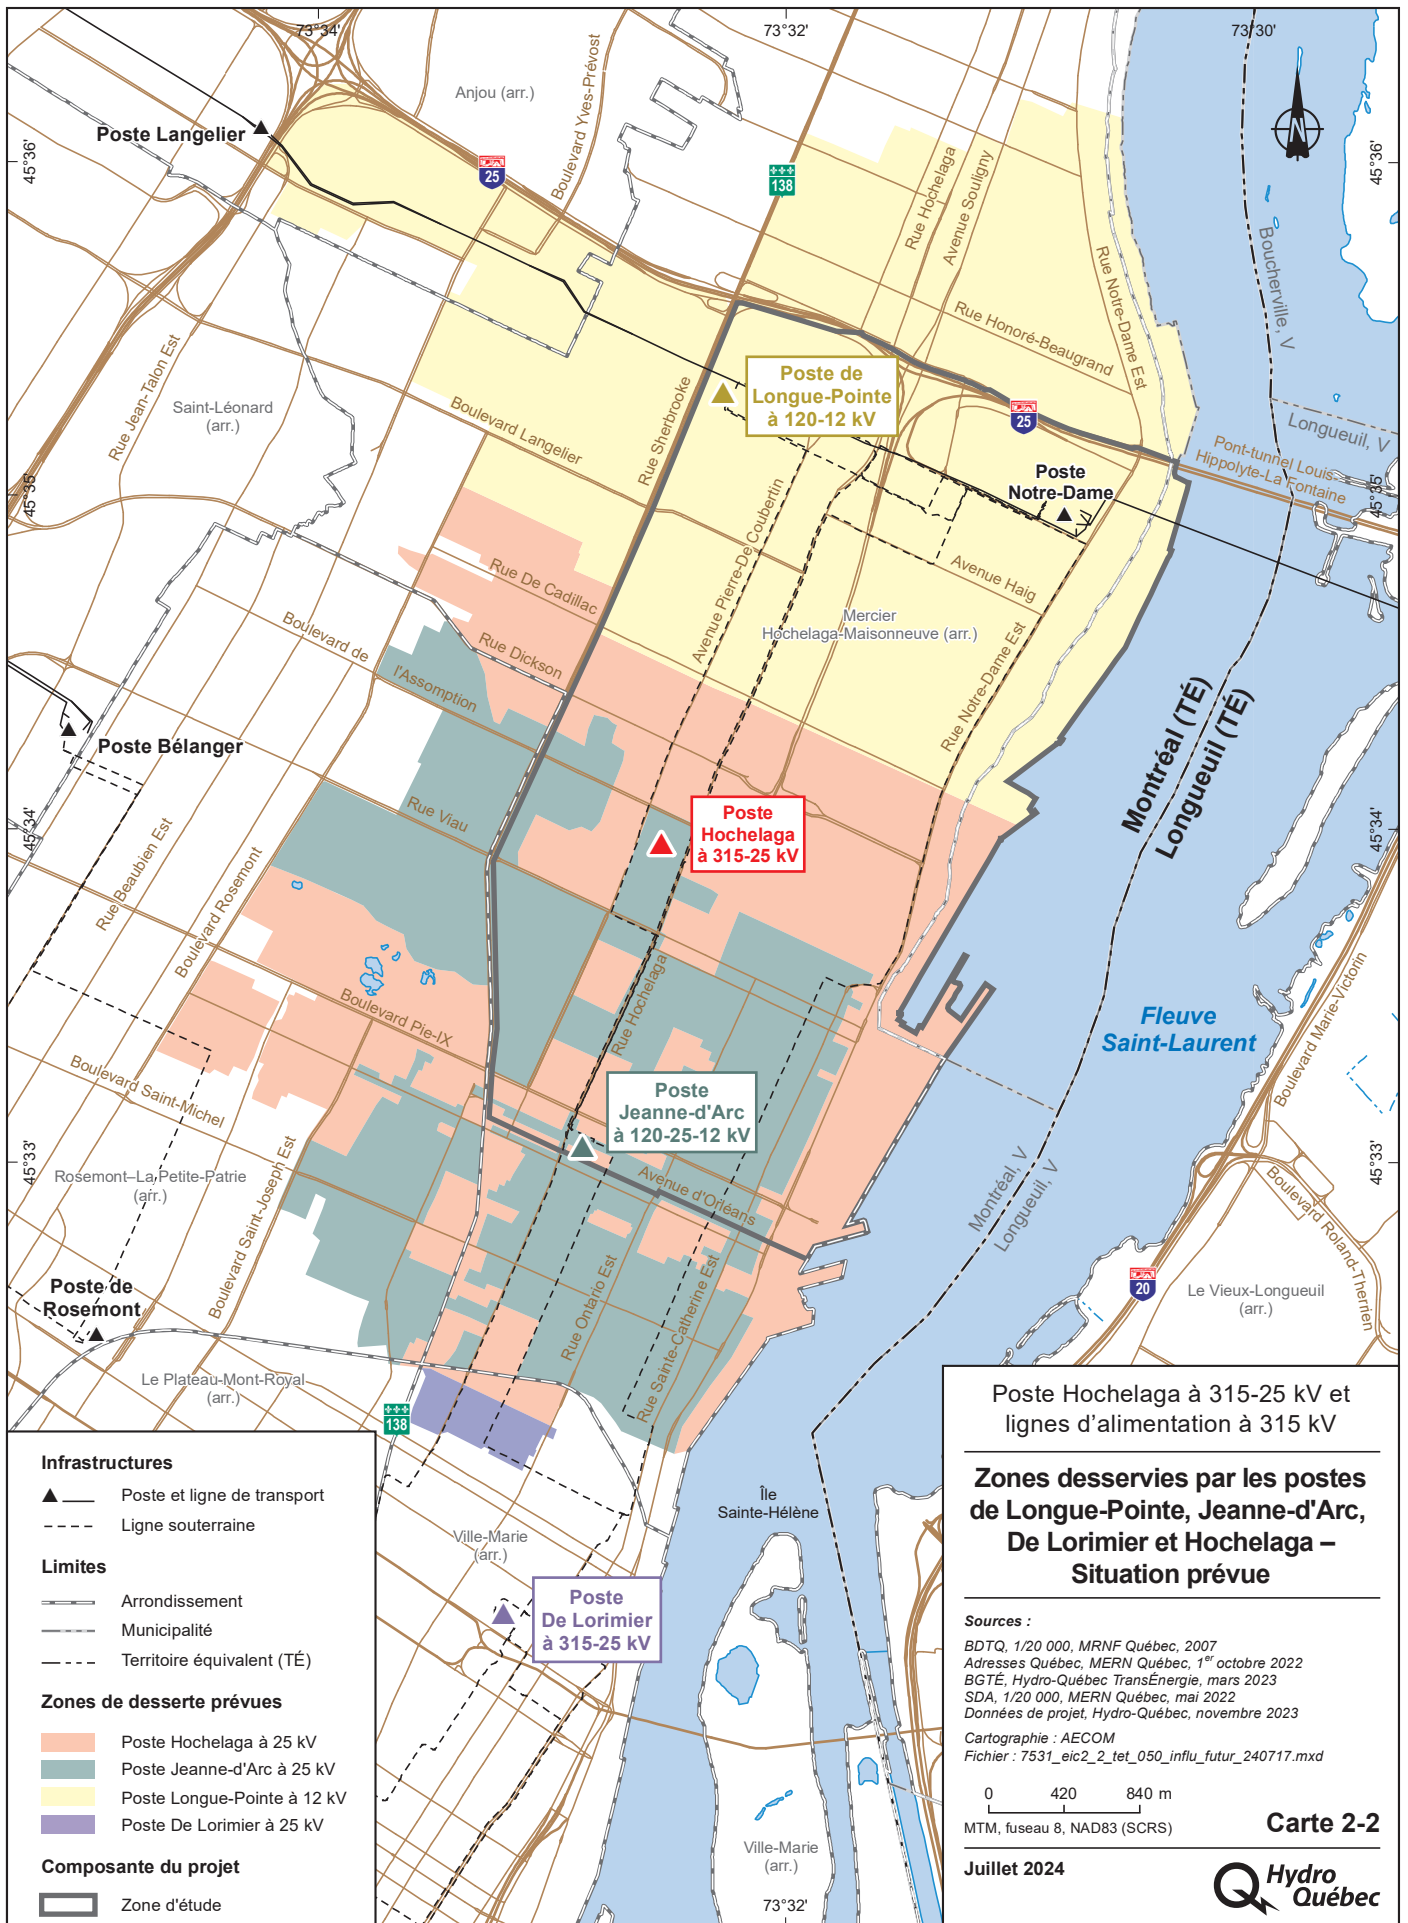 73°34'
73°32'
73°30'
Anjou (arr.)
Boulevard Yves-Prévost
Poste Langelier
45°36'
25
138
Rue Hochelaga
Avenue Souligny
45°36'
N
Boucherville, V
Rue Notre-Dame Est
Rue Honoré-Beaugrand
Rue Jean-Talon Est
Saint-Léonard
(arr.)
Boulevard Langelier
Rue Sherbrooke
Poste de
Longue-Pointe
à 120-12 kV
25
Longueuil, V
Pont-tunnel Louis-
Hippolyte-La Fontaine
45°35'
45°35'
Poste
Notre-Dame
Avenue Pierre-De Coubertin
Rue De Cadillac
Avenue Haig
Mercier
Hochelaga-Maisonneuve (arr.)
Boulevard de
l'Assomption
Rue Dickson
Rue Notre-Dame Est
Montréal (TÉ)
Longueuil (TÉ)
Poste Bélanger
Rue Viau
45°34'
Poste
Hochelaga
à 315-25 kV
45°34'
Rue Beaubien Est
Boulevard Rosemont
Rue Hochelaga
Boulevard Pie-IX
Fleuve
Saint-Laurent
Boulevard Marie-Victorin
Boulevard Saint-Michel
Poste
Jeanne-d'Arc
à 120-25-12 kV
45°33'
45°33'
Rosemont–La Petite-Patrie
(arr.)
Boulevard Saint-Joseph Est
Avenue d'Orléans
Montréal, V
Longueuil, V
Boulevard Roland-Therrien
Poste de
Rosemont
Rue Ontario Est
Rue Sainte-Catherine Est
20
Le Vieux-Longueuil
(arr.)
Le Plateau-Mont-Royal
(arr.)
138
Île
Sainte-Hélène
Ville-Marie
(arr.)
Poste
De Lorimier
à 315-25 kV
Ville-Marie
(arr.)
73°32'
Infrastructures
Poste et ligne de transport
Ligne souterraine
Limites
Arrondissement
Municipalité
Territoire équivalent (TÉ)
Zones de desserte prévues
Poste Hochelaga à 25 kV
Poste Jeanne-d'Arc à 25 kV
Poste Longue-Pointe à 12 kV
Poste De Lorimier à 25 kV
Composante du projet
Zone d'étude
Poste Hochelaga à 315-25 kV et
lignes d'alimentation à 315 kV
Zones desservies par les postes
de Longue-Pointe, Jeanne-d'Arc,
De Lorimier et Hochelaga –
Situation prévue
Sources :
BDTQ, 1/20 000, MRNF Québec, 2007
Adresses Québec, MERN Québec, 1er octobre 2022
BGTÉ, Hydro-Québec TransÉnergie, mars 2023
SDA, 1/20 000, MERN Québec, mai 2022
Données de projet, Hydro-Québec, novembre 2023
Cartographie : AECOM
Fichier : 7531_eic2_2_tet_050_influ_futur_240717.mxd
0 420 840 m
MTM, fuseau 8, NAD83 (SCRS)
Carte 2-2
Juillet 2024
Hydro
Québec